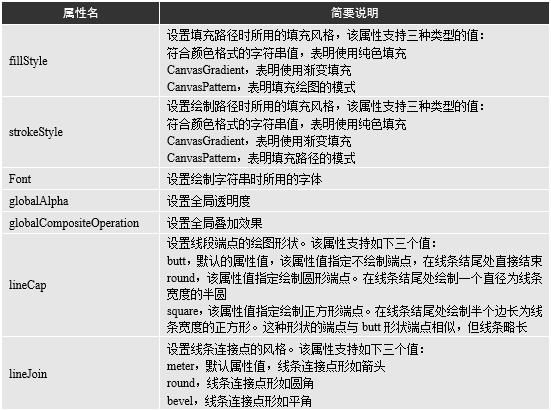 属性名 简要说明
fillStyle
设置填充路径时所用的填充风格，该属性支持三种类型的值：
符合颜色格式的字符串值，表明使用纯色填充
CanvasGradient，表明使用渐变填充
CanvasPattern，表明填充绘图的模式
strokeStyle
设置绘制路径时所用的填充风格，该属性支持三种类型的值：
符合颜色格式的字符串值，表明使用纯色填充
CanvasGradient，表明使用渐变填充
CanvasPattern，表明填充路径的模式
Font 设置绘制字符串时所用的字体
globalAlpha 设置全局透明度
globalCompositeOperation 设置全局叠加效果
lineCap
设置线段端点的绘图形状。该属性支持如下三个值：
butt，默认的属性值，该属性值指定不绘制端点，在线条结尾处直接结束
round，该属性值指定绘制圆形端点。在线条结尾处绘制一个直径为线条
宽度的半圆
square，该属性值指定绘制正方形端点。在线条结尾处绘制半个边长为线
条宽度的正方形。这种形状的端点与 butt 形状端点相似，但线条略长
lineJoin
设置线条连接点的风格。该属性支持如下三个值：
meter，默认属性值，线条连接点形如箭头
round，线条连接点形如圆角
bevel，线条连接点形如平角